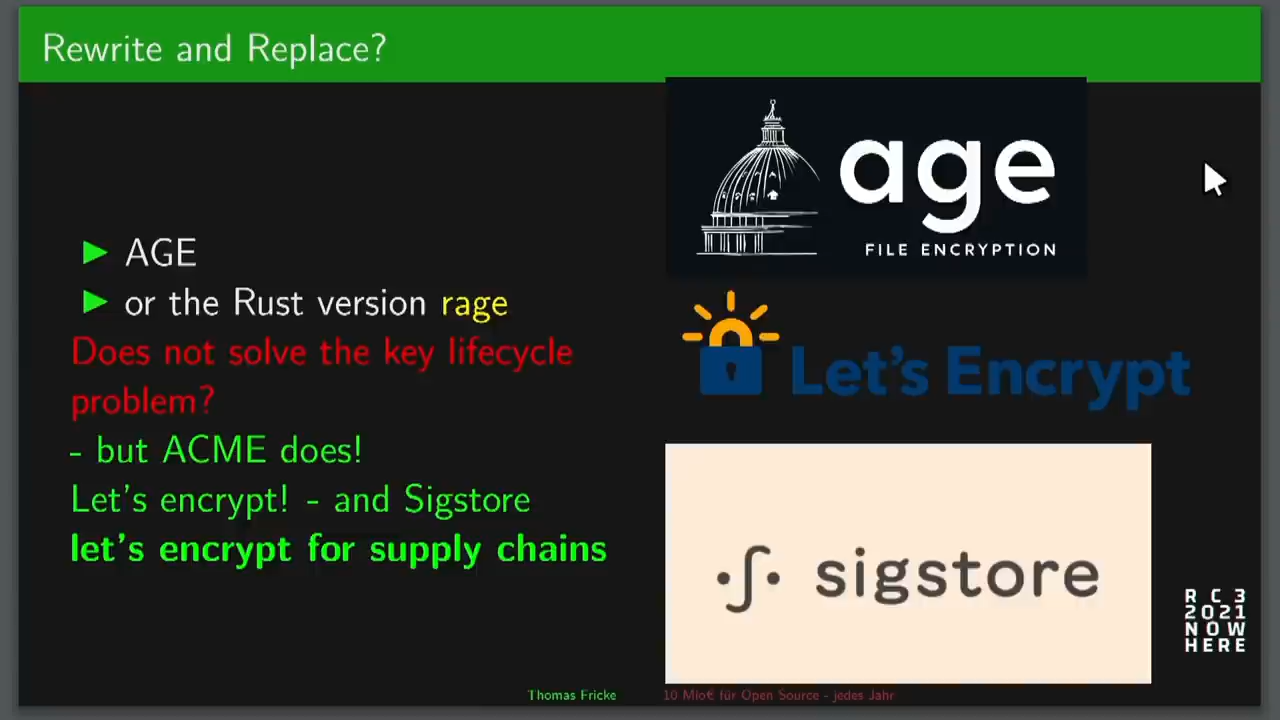 Rewrite and Replace?
age
FILE ENCRYPTION
► AGE
► or the Rust version rage
Does not solve the key lifecycle
problem?
- but ACME does!
Let's encrypt! - and Sigstore
let's encrypt for supply chains
Let's Encrypt
sigstore
R C 3
2021
NOW
HERE
Thomas Fricke
10 Mio€ für Open Source - jedes Jahr